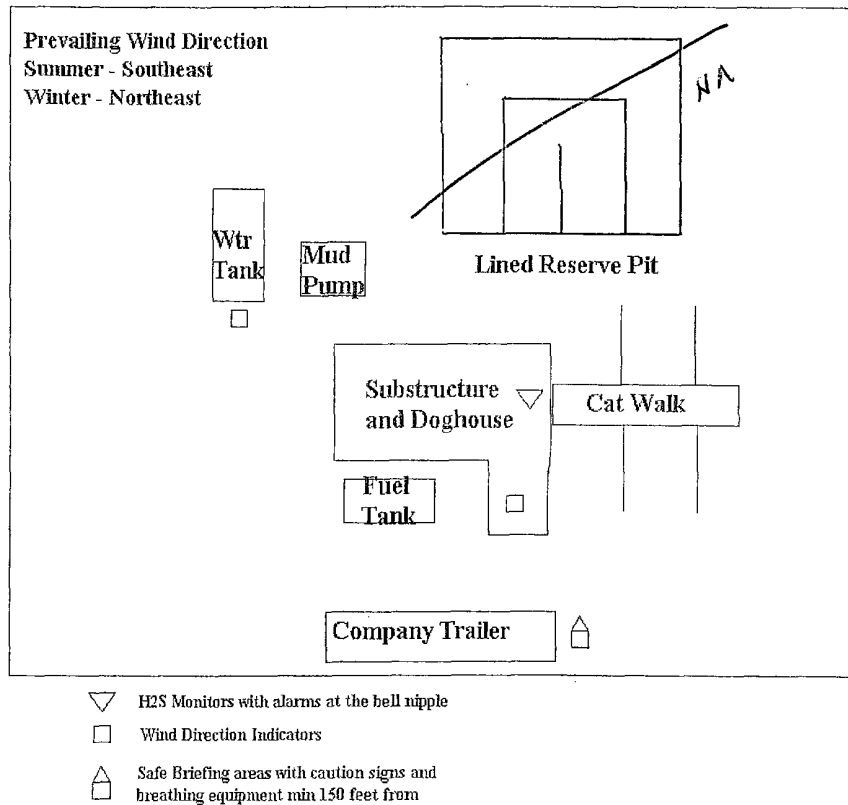 Prevailing Wind Direction
Summer - Southeast
Winter - Northeast
NA
Wtr
Tank
Mud
Pump
Lined Reserve Pit
Substructure
and Doghouse
Cat Walk
Fuel
Tank
Company Trailer
H2S Monitors with alarms at the bell nipple
Wind Direction Indicators
Safe Briefing areas with caution signs and
breathing equipment min 150 feet from